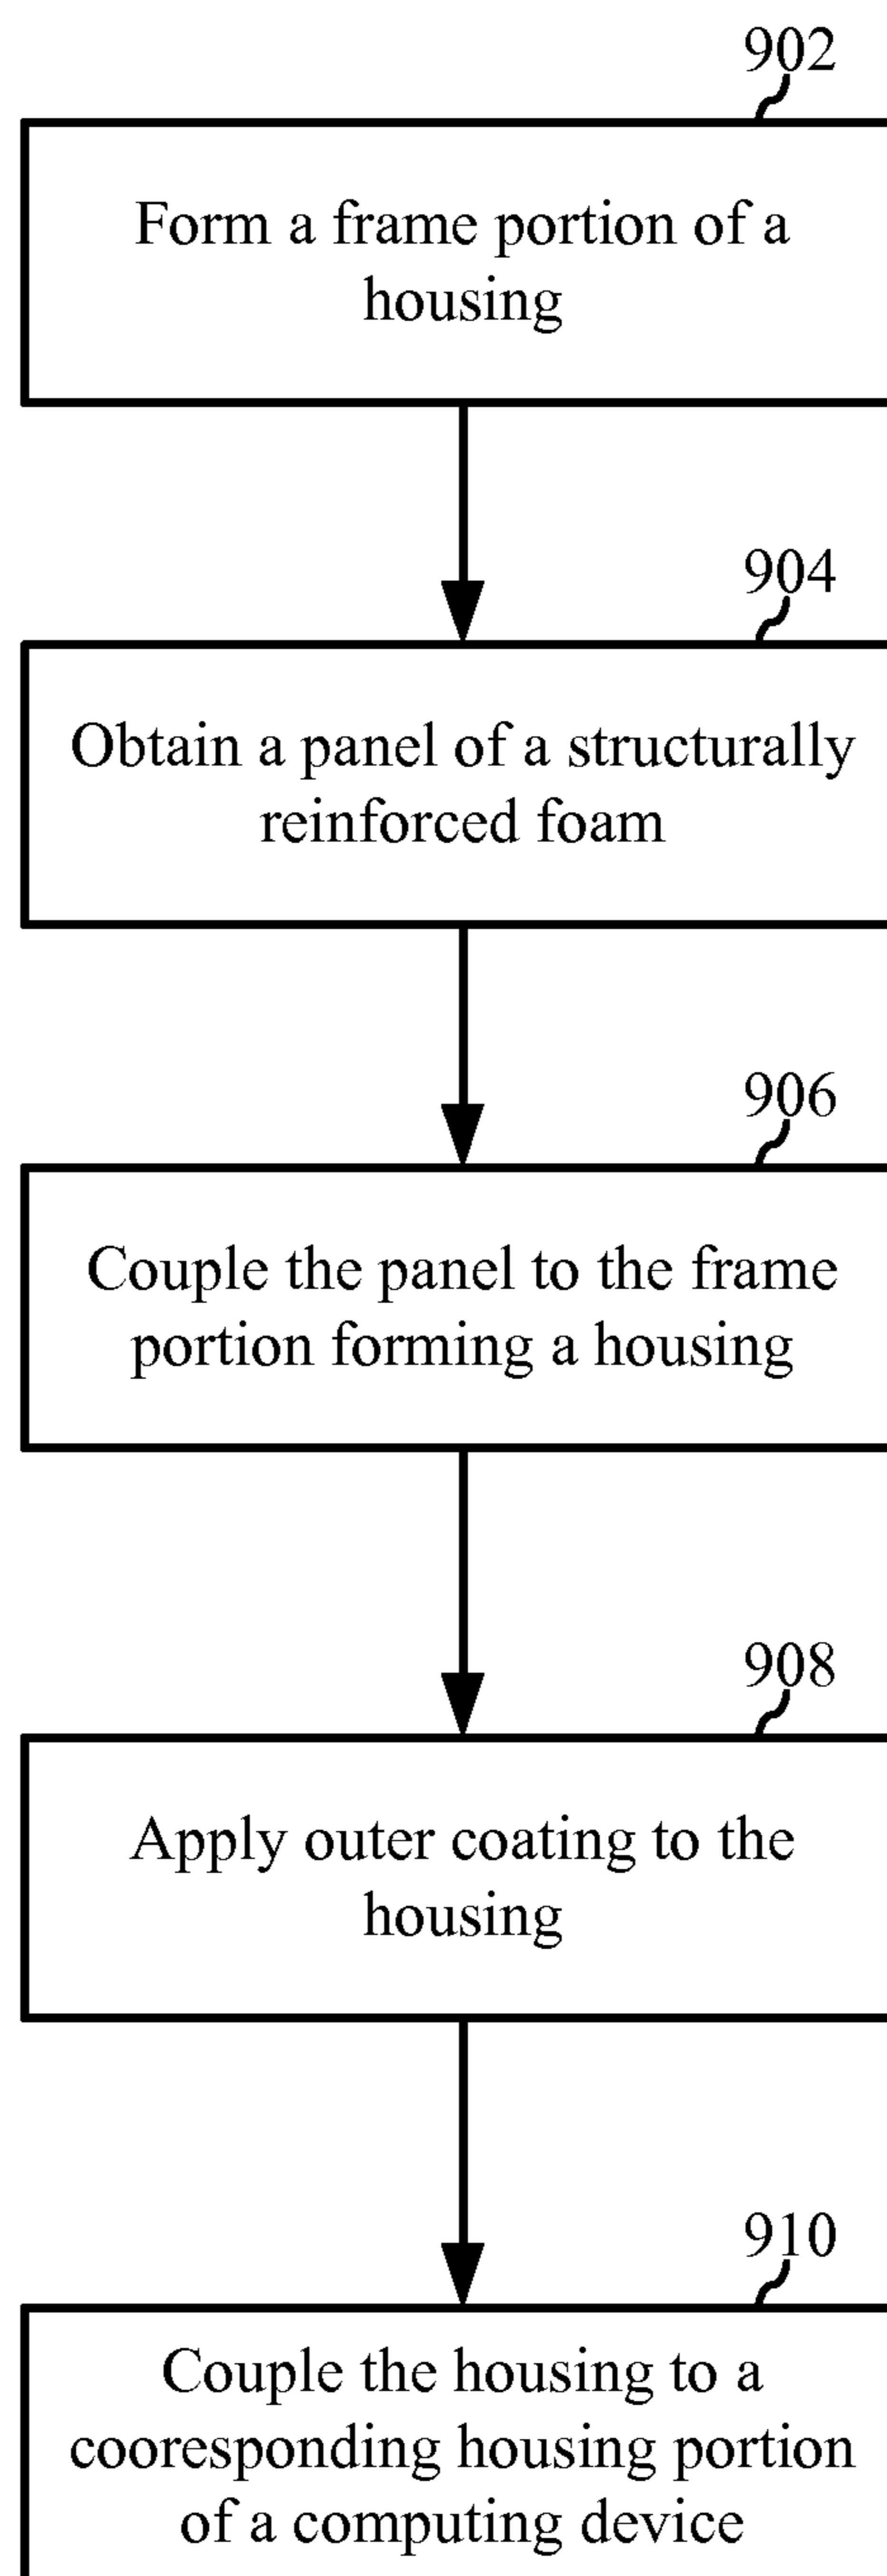 902
Form a frame portion of a
housing
904
Obtain a panel of a structurally
reinforced foam
906
Couple the panel to the frame
portion forming a housing
908
Apply outer coating to the
housing
910
Couple the housing to a
cooresponding housing portion
of a computing device